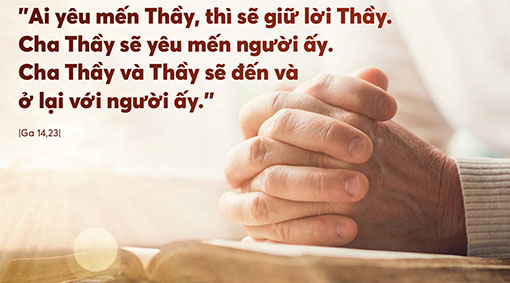 "Ai yêu mến Thầy, thì sẽ giữ lời Thầy.
Cha Thầy sẽ yêu mến người ấy.
Cha Thầy và Thầy sẽ đến và
ở lại với người ấy."
|Ga 14,23|